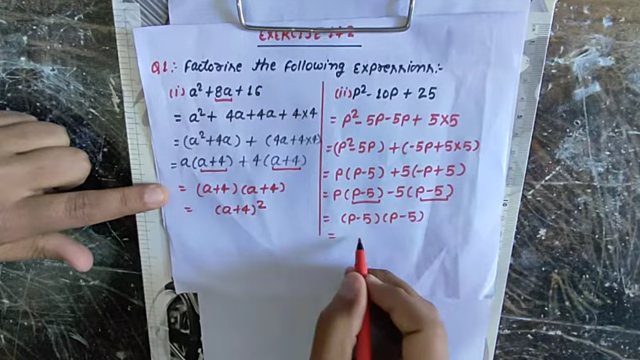 Q1.: Factorise the following expressions:-
(i) a² + 8a + 16
= a² + 4a + 4a + 4×4
= (a² + 4a) + (4a + 4×4)
= a(a+4) + 4(a+4)
= (a+4)(a+4)
= (a+4)²
(ii) P² - 10P + 25
= P² - 5P - 5P + 5×5
= (P² - 5P) + (-5P + 5×5)
= P(P-5) + 5(-P+5)
= P(P-5) - 5(P-5)
= (P-5)(P-5)
=